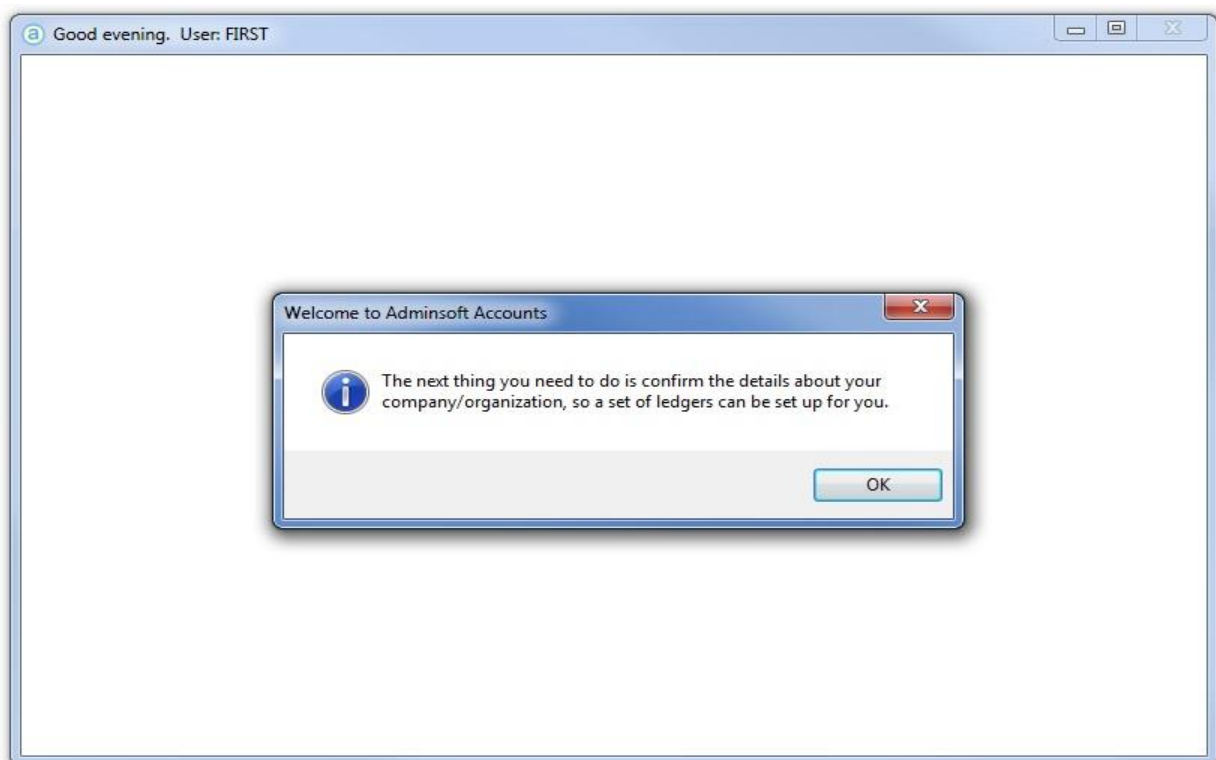 a Good evening. User: FIRST
Welcome to Adminsoft Accounts
The next thing you need to do is confirm the details about your
company/organization, so a set of ledgers can be set up for you.
OK